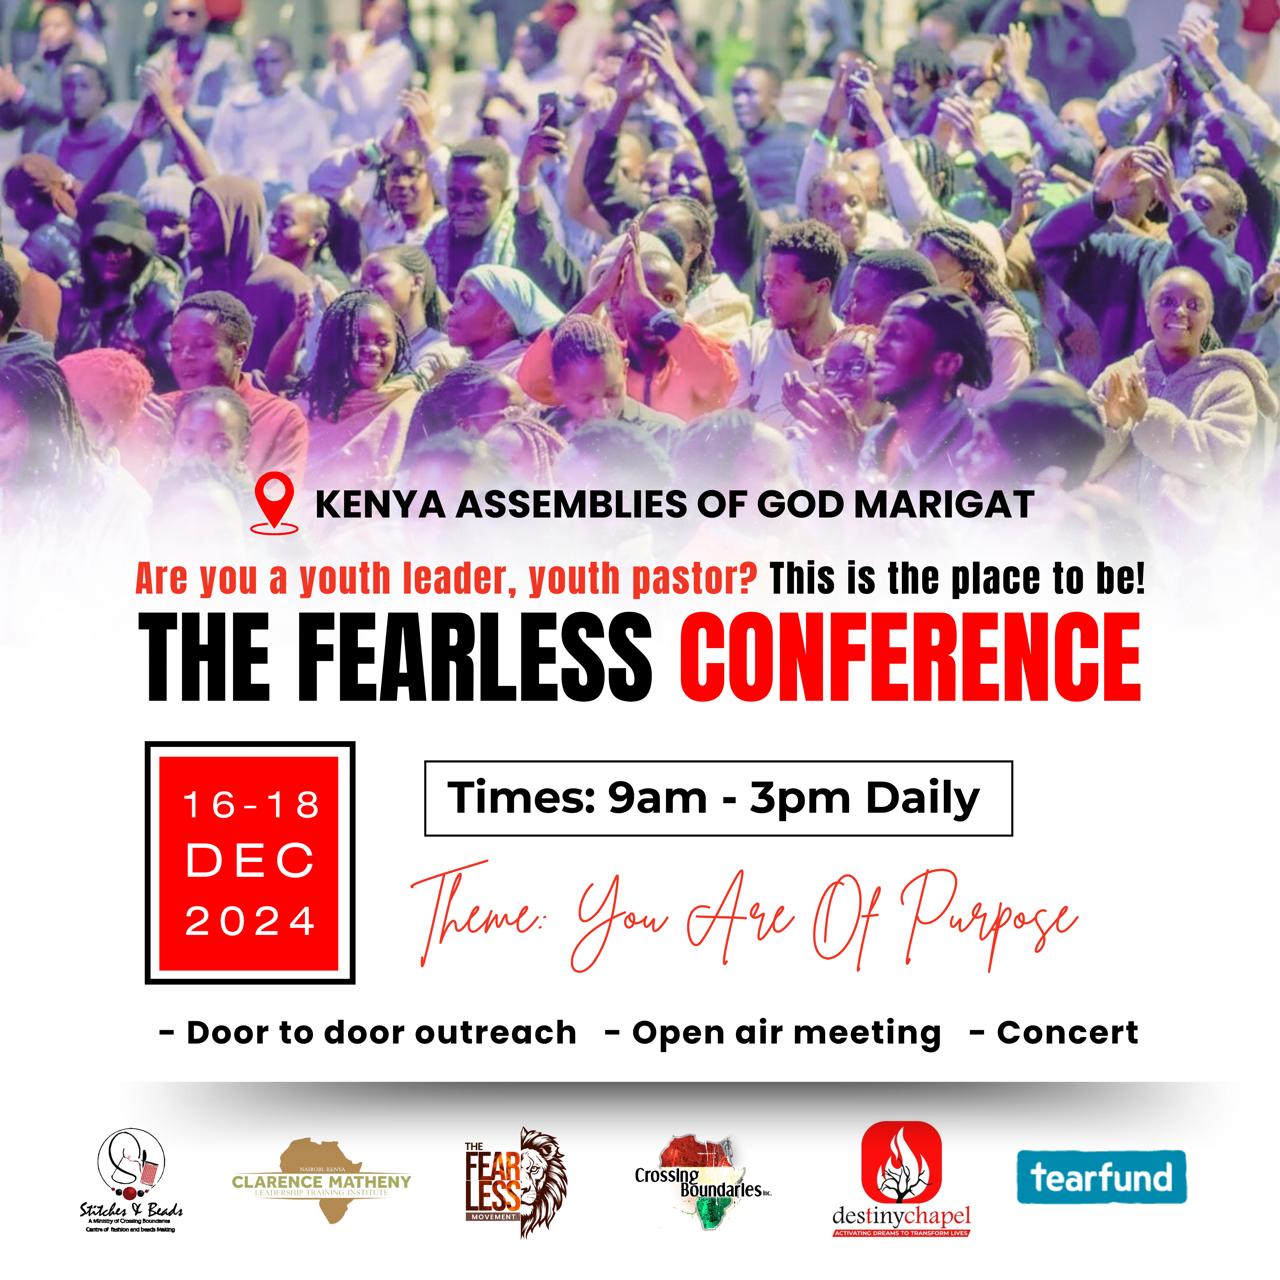 KENYA ASSEMBLIES OF GOD MARIGAT
Are you a youth leader, youth pastor? This is the place to be!
THE FEARLESS CONFERENCE
16-18
DEC
2024
Times: 9am - 3pm Daily
Theme: You Are Of Purpose
- Door to door outreach - Open air meeting - Concert
Stitches & Beads
A Ministry of Crossing Boundaries
Centre of fashion and beads Making
NAIROBI, KENYA
CLARENCE MATHENY
LEADERSHIP TRAINING INSTITUTE
THE
FEAR
LESS
MOVEMENT
Crossing
Boundaries Inc.
destinychapel
ACTIVATING DREAMS TO TRANSFORM LIVES
tearfund